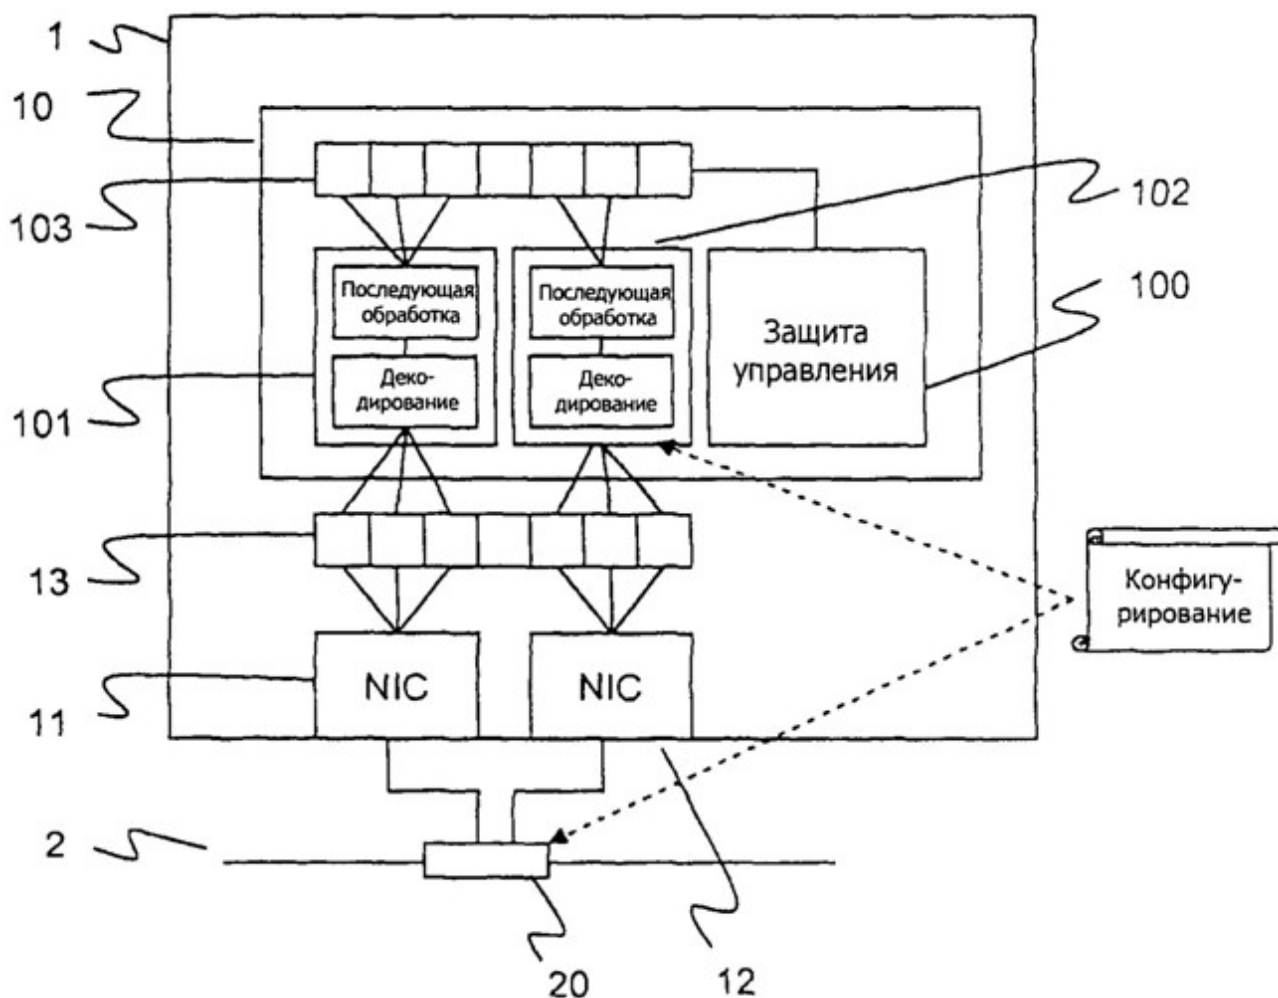 1
10
103
102
Последующая
обработка
Последующая
обработка
100
Защита
управления
Деко-
дирование
Деко-
дирование
101
13
Конфигу-
рирование
NIC
NIC
11
2
20
12